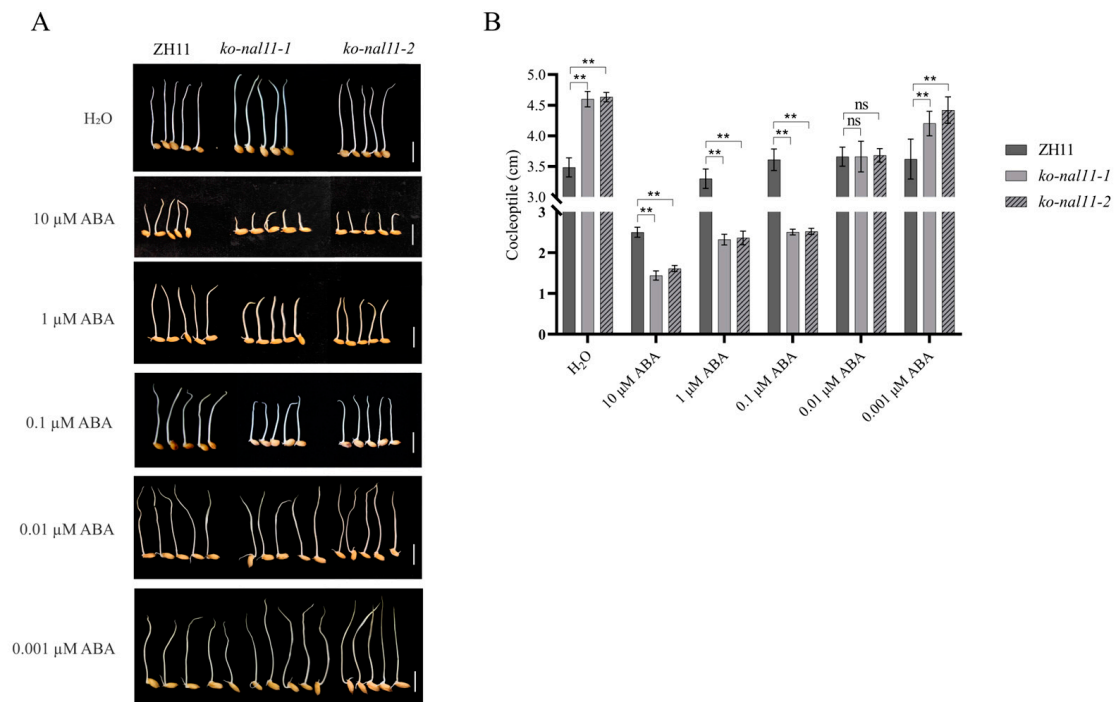 A
ZH11 ko-nal11-1 ko-nal11-2
H₂O
10 µM ABA
1 µM ABA
0.1 µM ABA
0.01 µM ABA
0.001 µM ABA
B
Cocleoptile (cm)
5.0
4.5
4.0
3.5
3.0
3
2
1
0
**
**
**
**
**
**
**
**
ns
ns
**
**
H₂O
10 µM ABA
1 µM ABA
0.1 µM ABA
0.01 µM ABA
0.001 µM ABA
ZH11
ko-nal11-1
ko-nal11-2